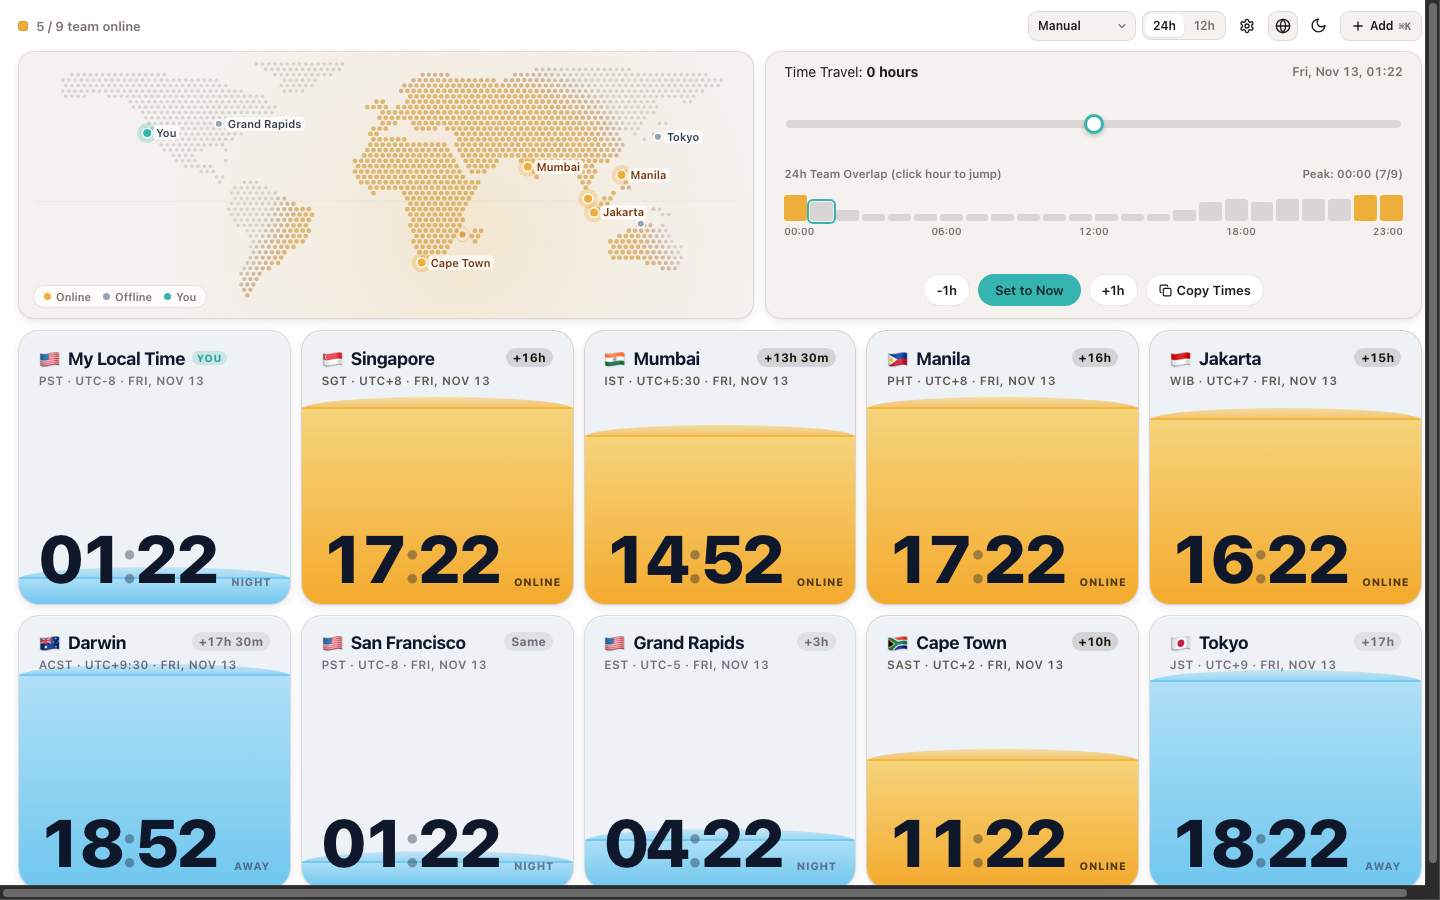 5 / 9 team online
Manual
24h 12h
Add ⌘K
You
Grand Rapids
Tokyo
Mumbai
Manila
Jakarta
Cape Town
Online Offline You
Time Travel: 0 hours
Fri, Nov 13, 01:22
24h Team Overlap (click hour to jump)
Peak: 00:00 (7/9)
00:00 06:00 12:00 18:00 23:00
-1h Set to Now +1h Copy Times
My Local Time YOU
PST · UTC-8 · FRI, NOV 13
01:22 NIGHT
Singapore +16h
SGT · UTC+8 · FRI, NOV 13
17:22 ONLINE
Mumbai +13h 30m
IST · UTC+5:30 · FRI, NOV 13
14:52 ONLINE
Manila +16h
PHT · UTC+8 · FRI, NOV 13
17:22 ONLINE
Jakarta +15h
WIB · UTC+7 · FRI, NOV 13
16:22 ONLINE
Darwin +17h 30m
ACST · UTC+9:30 · FRI, NOV 13
18:52 AWAY
San Francisco Same
PST · UTC-8 · FRI, NOV 13
01:22 NIGHT
Grand Rapids +3h
EST · UTC-5 · FRI, NOV 13
04:22 NIGHT
Cape Town +10h
SAST · UTC+2 · FRI, NOV 13
11:22 ONLINE
Tokyo +17h
JST · UTC+9 · FRI, NOV 13
18:22 AWAY